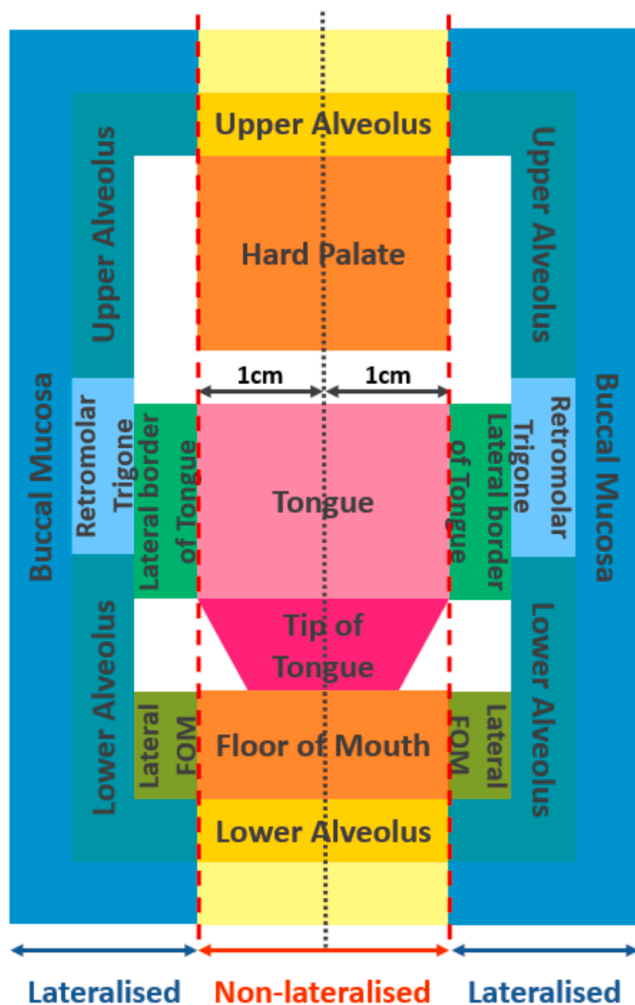 Upper Alveolus
Upper Alveolus
Upper Alveolus
Hard Palate
1cm
1cm
Buccal Mucosa
Retromolar
Trigone
Lateral border
of Tongue
Tongue
Lateral border
of Tongue
Retromolar
Trigone
Buccal Mucosa
Tip of
Tongue
Lower Alveolus
Lateral
FOM
Floor of Mouth
Lateral
FOM
Lower Alveolus
Lower Alveolus
Lateralised
Non-lateralised
Lateralised